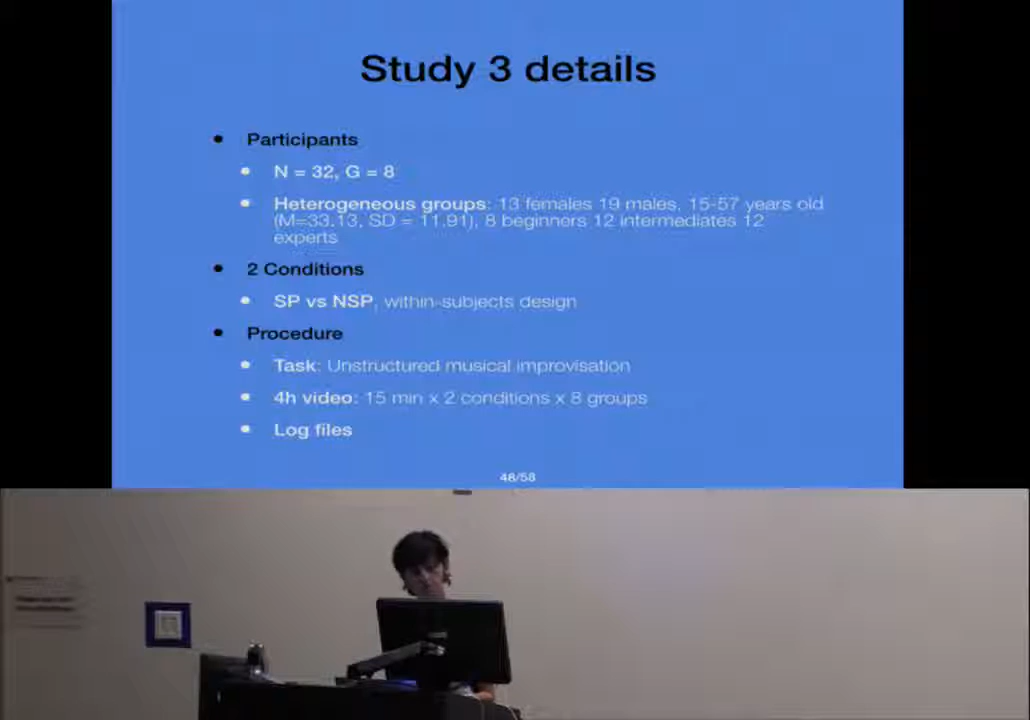 Study 3 details
• Participants
• N = 32, G = 8
• Heterogeneous groups: 13 females 19 males, 15-57 years old
(M=33.13, SD = 11.91), 8 beginners 12 intermediates 12
experts
• 2 Conditions
• SP vs NSP, within-subjects design
• Procedure
• Task: Unstructured musical improvisation
• 4h video: 15 min x 2 conditions x 8 groups
• Log files
48/58